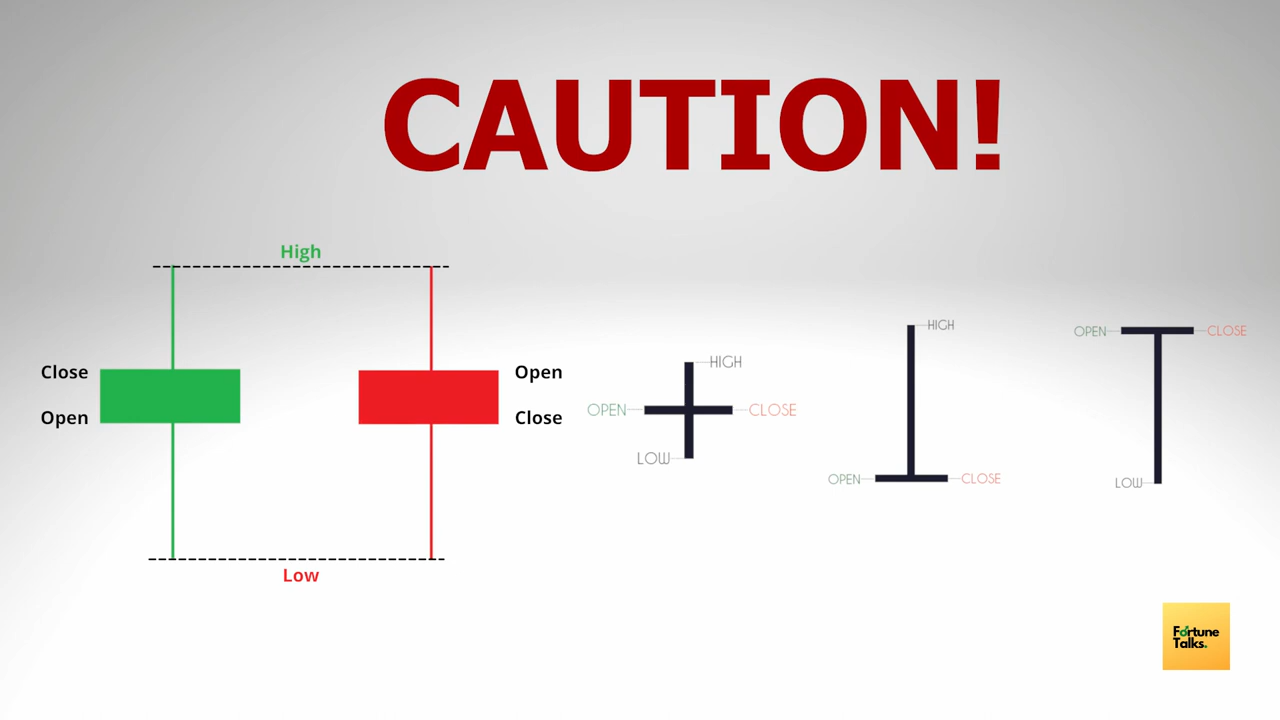 CAUTION!
High
Close
Open
Open
Close
Low
HIGH
OPEN
CLOSE
LOW
HIGH
OPEN
CLOSE
OPEN
CLOSE
LOW
Fortune
Talks.